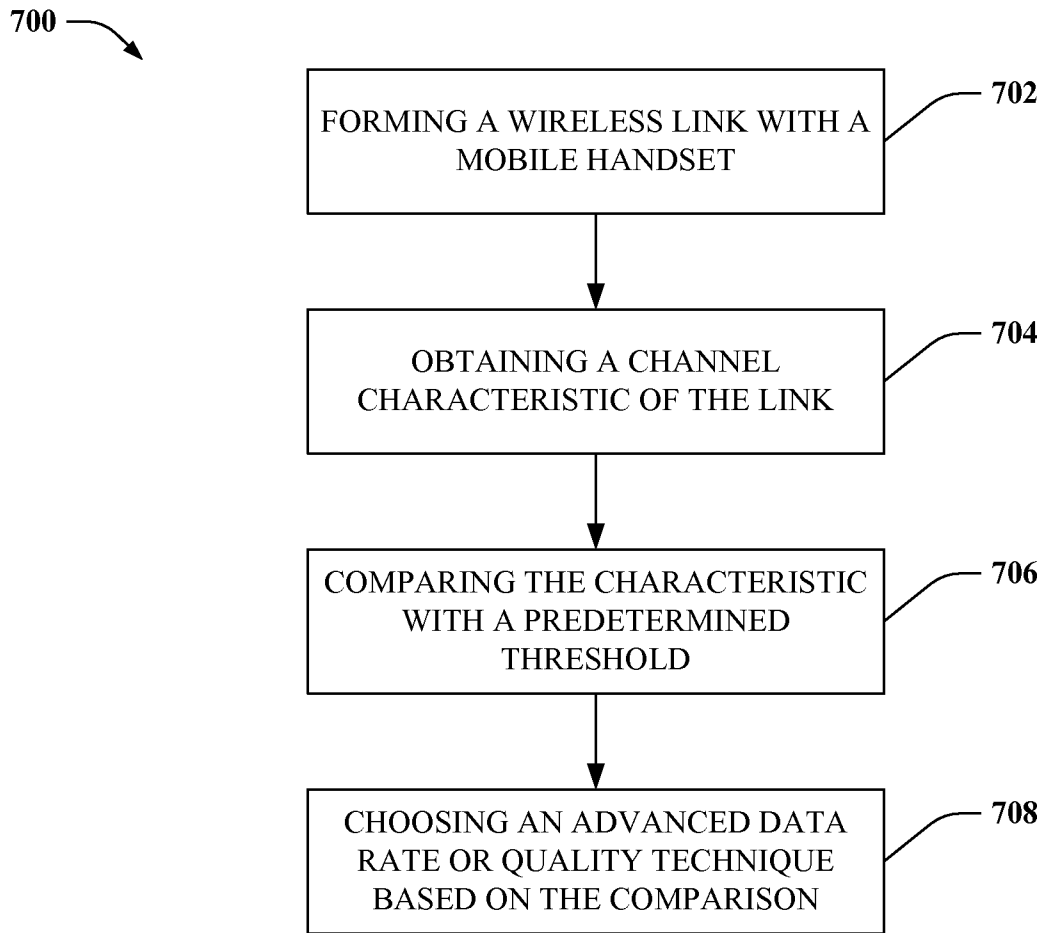 700
FORMING A WIRELESS LINK WITH A
MOBILE HANDSET
702
OBTAINING A CHANNEL
CHARACTERISTIC OF THE LINK
704
COMPARING THE CHARACTERISTIC
WITH A PREDETERMINED
THRESHOLD
706
CHOOSING AN ADVANCED DATA
RATE OR QUALITY TECHNIQUE
BASED ON THE COMPARISON
708